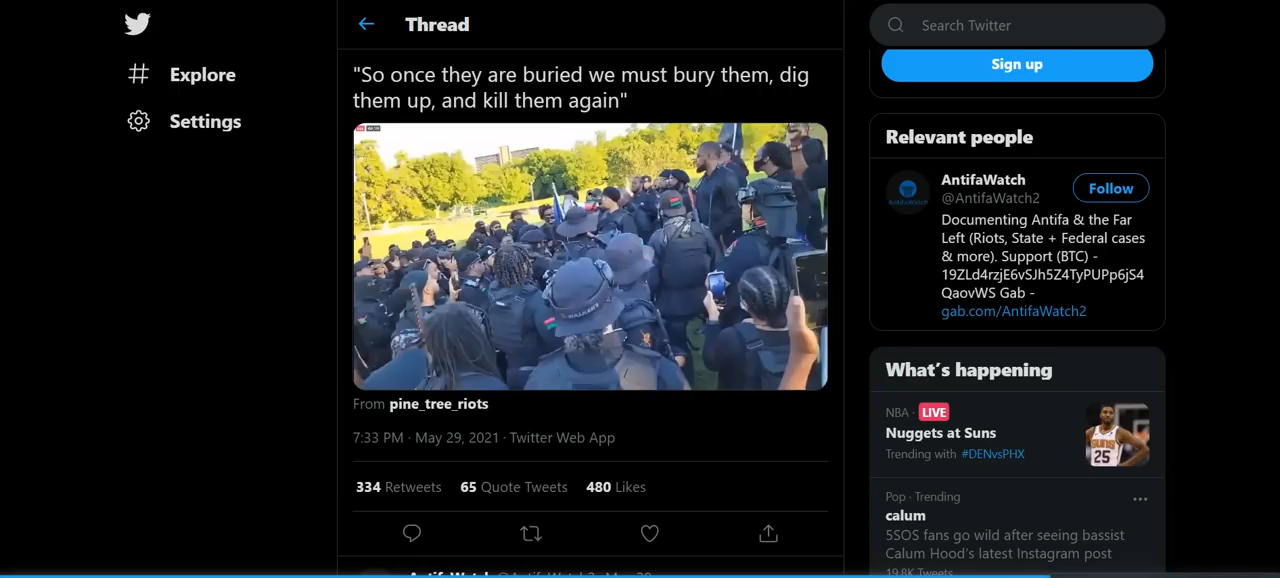 Explore
Settings
Thread
"So once they are buried we must bury them, dig
them up, and kill them again"
From pine_tree_riots
7:33 PM · May 29, 2021 · Twitter Web App
334 Retweets 65 Quote Tweets 480 Likes
Search Twitter
Sign up
Relevant people
AntifaWatch
@AntifaWatch2
Follow
Documenting Antifa & the Far
Left (Riots, State + Federal cases
& more). Support (BTC) -
19ZLd4rzjE6vSJh5Z4TyPUPp6jS4
QaovWS Gab -
gab.com/AntifaWatch2
What's happening
NBA · LIVE
Nuggets at Suns
Trending with #DENvsPHX
SUNS
25
Pop · Trending
calum
5SOS fans go wild after seeing bassist
Calum Hood's latest Instagram post
19.8K Tweets